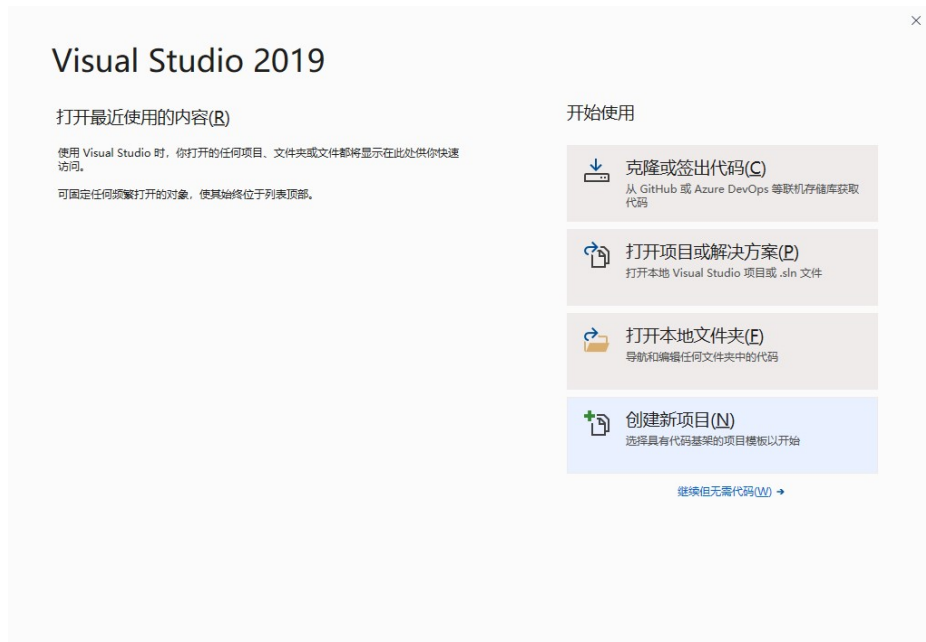 Visual Studio 2019
打开最近使用的内容(R)
使用 Visual Studio 时，你打开的任何项目、文件夹或文件都将显示在此处供你快速
访问。
可固定任何频繁打开的对象，使其始终位于列表顶部。
开始使用
克隆或签出代码(C)
从 GitHub 或 Azure DevOps 等联机存储库获取
代码
打开项目或解决方案(P)
打开本地 Visual Studio 项目或 .sln 文件
打开本地文件夹(F)
导航和编辑任何文件夹中的代码
创建新项目(N)
选择具有代码基架的项目模板以开始
继续但无需代码(W) →